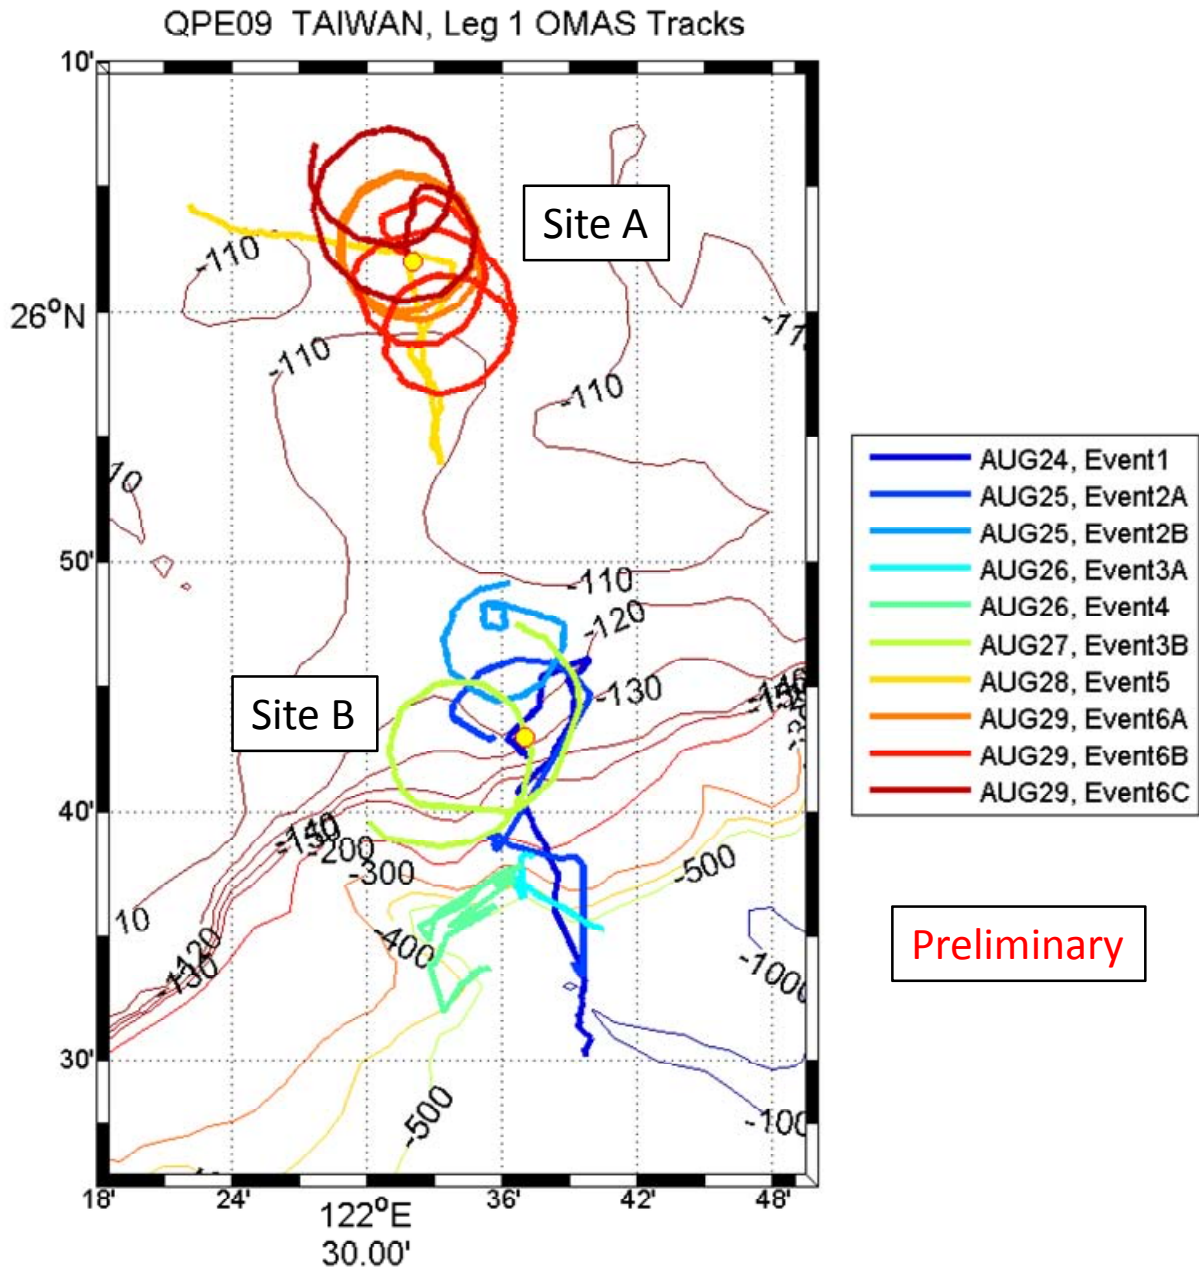 QPE09 TAIWAN, Leg 1 OMAS Tracks
10'
Site A
-110
26°N
-110
-110
10
50'
-110
-120
-130
Site B
40'
-140
-200
-300
-500
-400
10
-120
-130
-1000
30'
-500
-100
18'
24'
36'
42'
48'
122°E
30.00'
AUG24, Event1
AUG25, Event2A
AUG25, Event2B
AUG26, Event3A
AUG26, Event4
AUG27, Event3B
AUG28, Event5
AUG29, Event6A
AUG29, Event6B
AUG29, Event6C
Preliminary